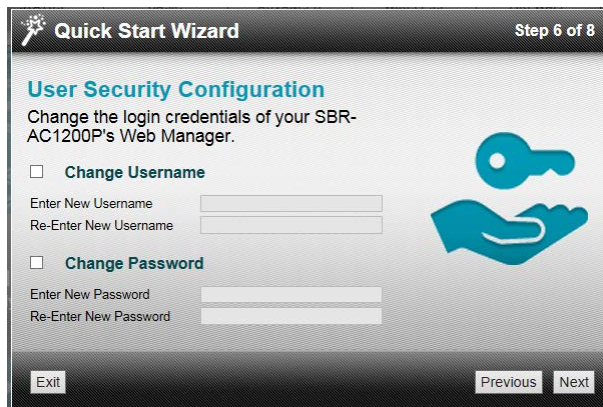 Quick Start Wizard
Step 6 of 8
User Security Configuration
Change the login credentials of your SBR-
AC1200P's Web Manager.
Change Username
Enter New Username
Re-Enter New Username
Change Password
Enter New Password
Re-Enter New Password
Exit
Previous
Next